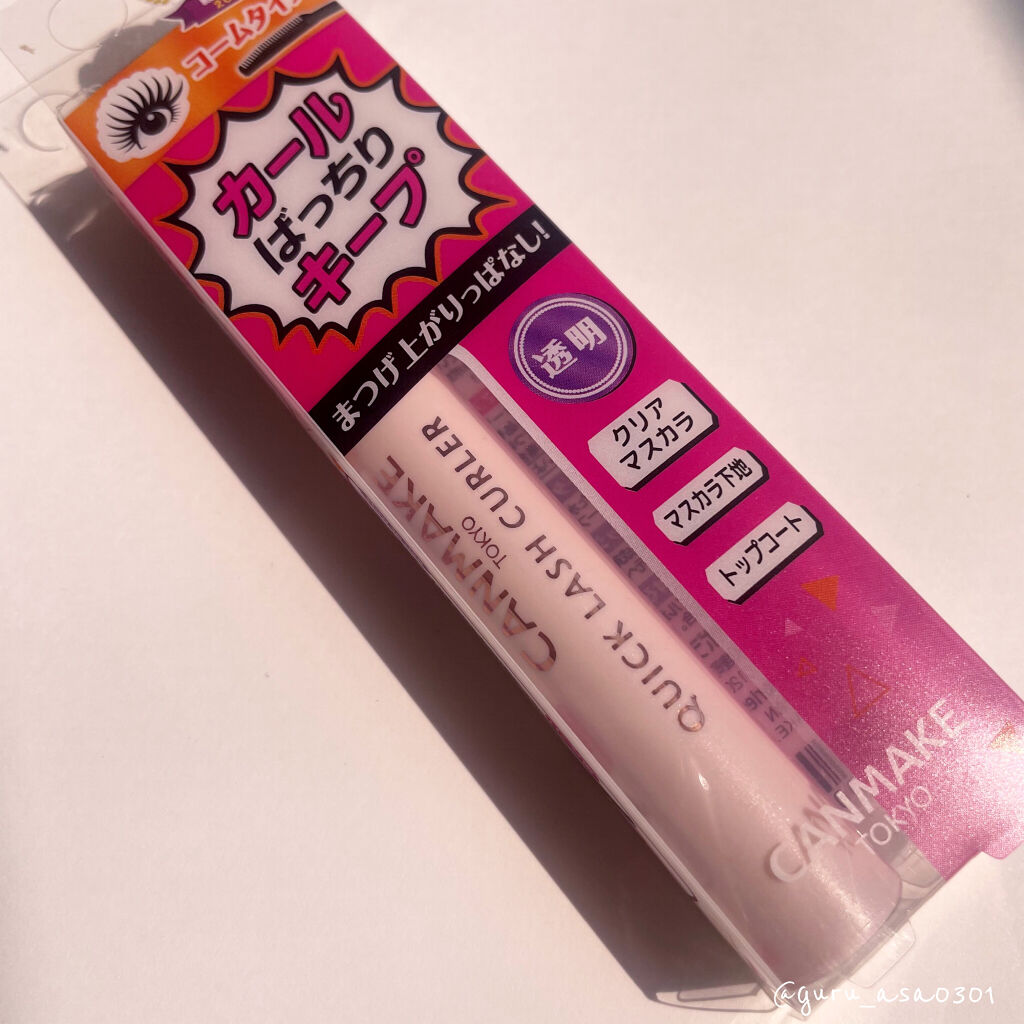 コームタイプ
カール
ばっちり
キープ
まつげ上がりっぱなし!
透明
クリア
マスカラ
マスカラ下地
トップコート
CANMAKE
TOKYO
QUICK LASH CURLER
CANMAKE
TOKYO
@guru_asa0301